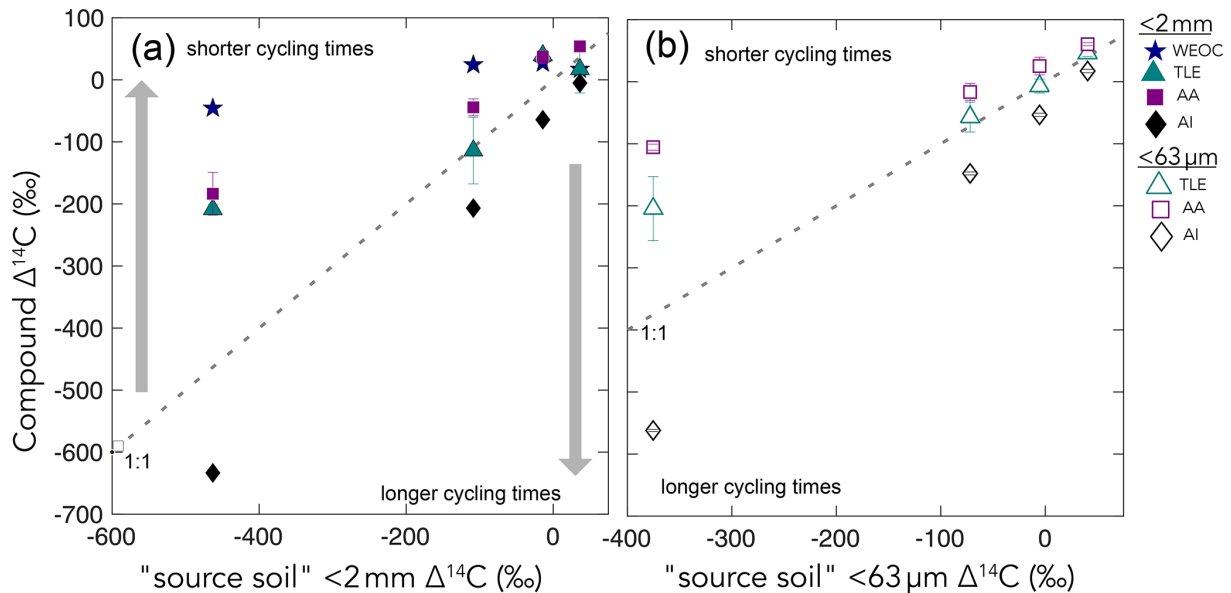 (a)
shorter cycling times
100
0
-100
-200
-300
-400
-500
-600
-700
Compound Δ¹⁴C (‰)
1:1
longer cycling times
-600
-400
-200
0
"source soil" <2 mm Δ¹⁴C (‰)
(b)
shorter cycling times
1:1
longer cycling times
-400
-300
-200
-100
0
"source soil" <63 μm Δ¹⁴C (‰)
<2 mm
WEOC
TLE
AA
AI
<63 μm
TLE
AA
AI